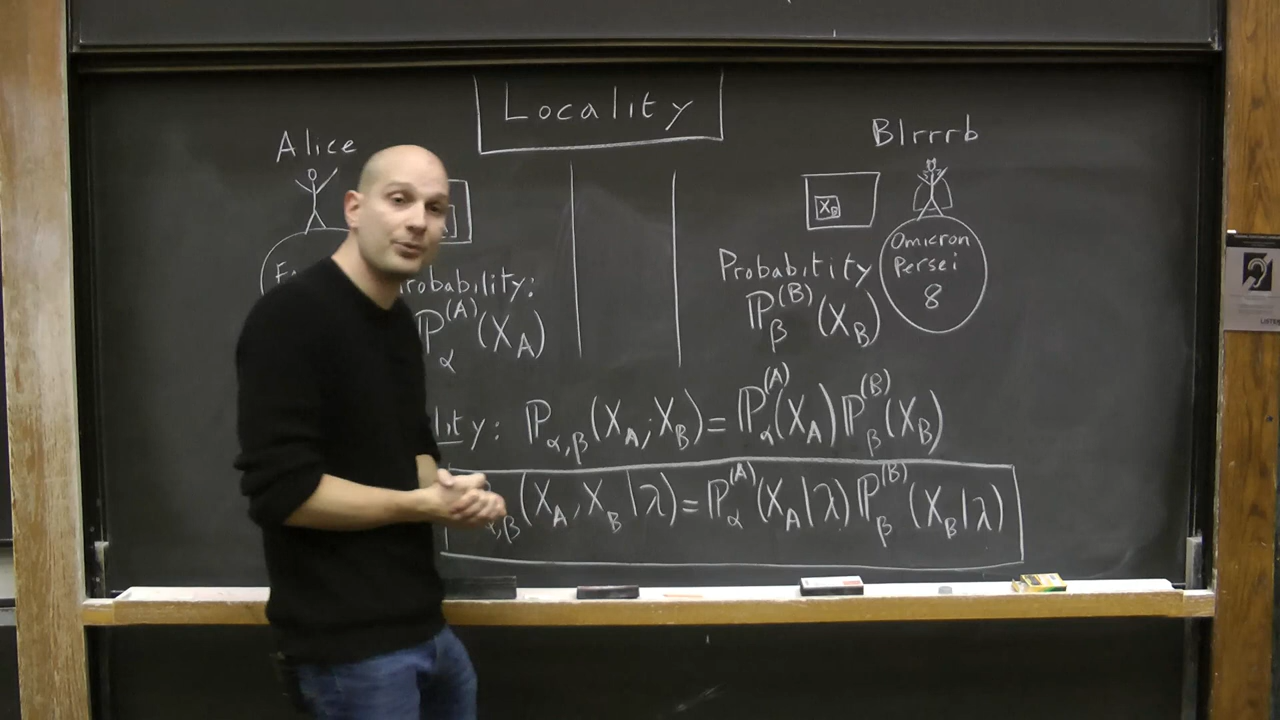 Locality
Alice
Blrrrb
X_B
Omicron
Persei
8
robability:
ℙ_α^(A)(X_A)
Probability
ℙ_β^(B)(X_B)
lity: ℙ_α,β(X_A, X_B) = ℙ_α^(A)(X_A) ℙ_β^(B)(X_B)
α,β(X_A, X_B|λ) = ℙ_α^(A)(X_A|λ) ℙ_β^(B)(X_B|λ)